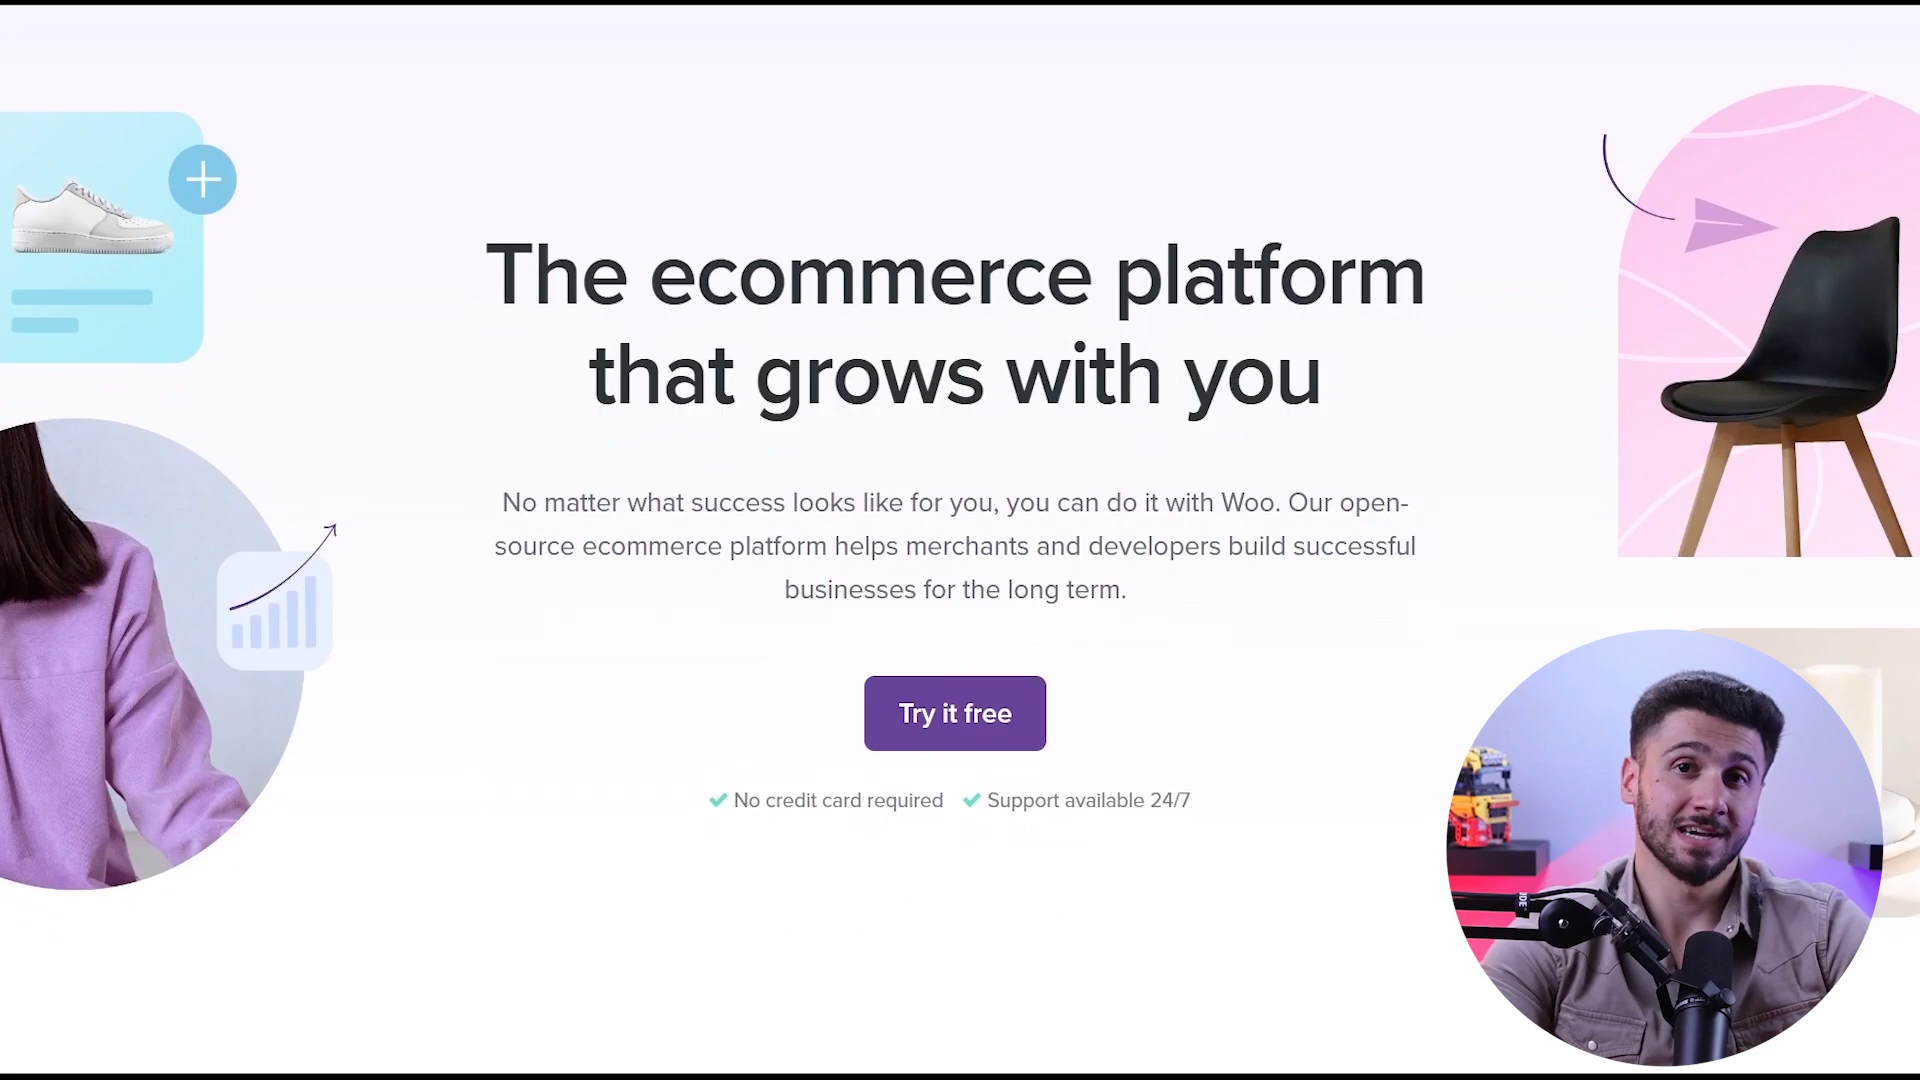 The ecommerce platform
that grows with you
No matter what success looks like for you, you can do it with Woo. Our open-
source ecommerce platform helps merchants and developers build successful
businesses for the long term.
Try it free
No credit card required Support available 24/7